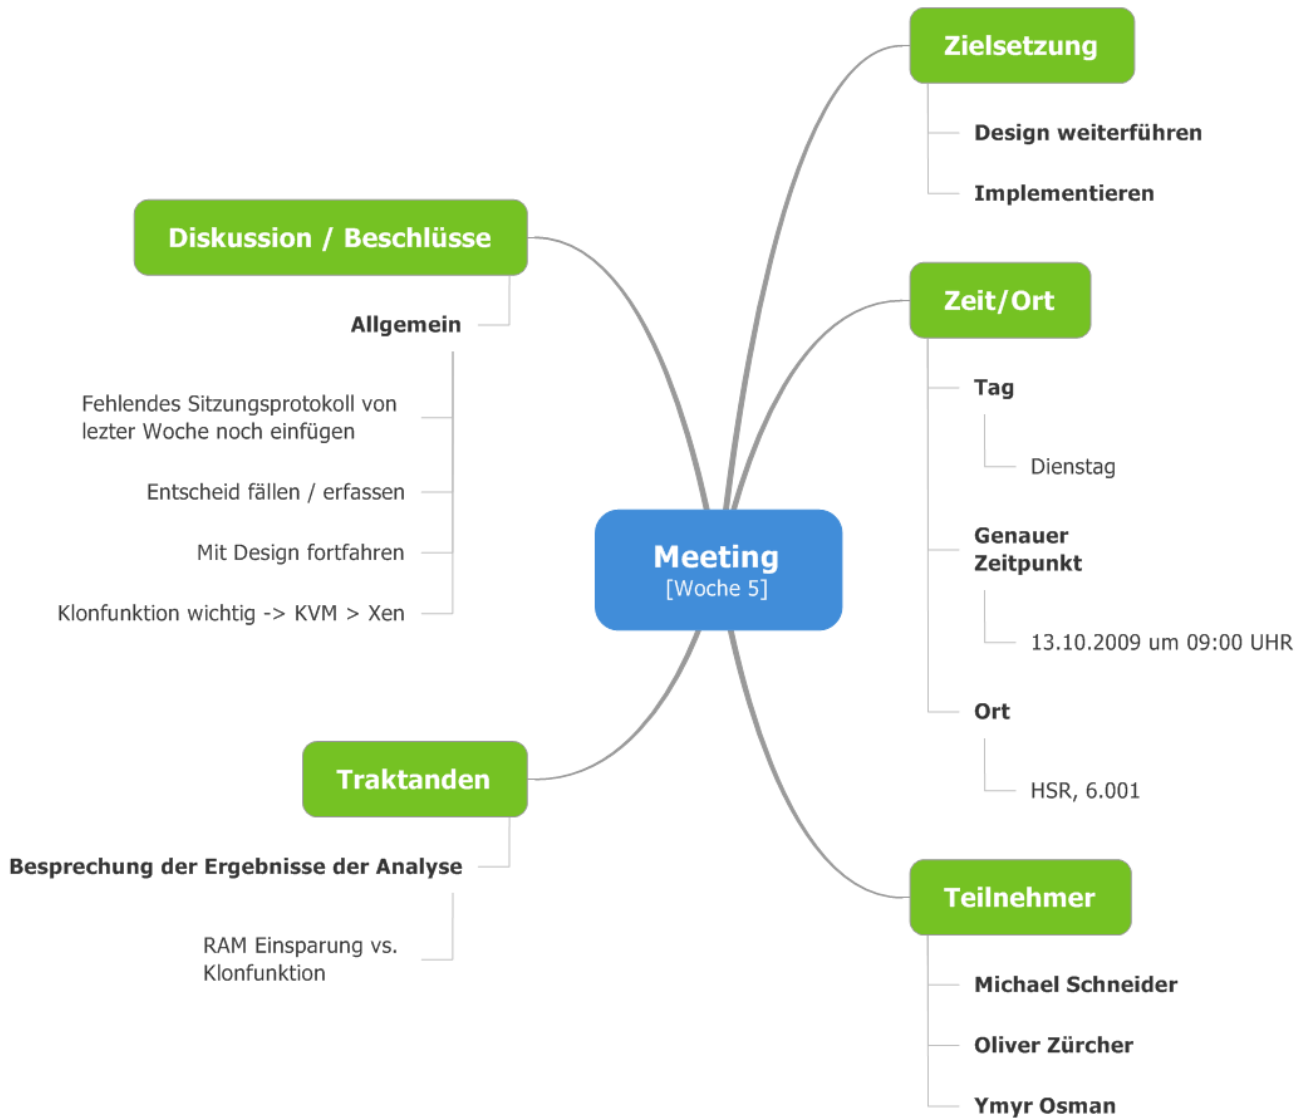 Zielsetzung
Design weiterführen
Implementieren
Diskussion / Beschlüsse
Allgemein
Fehlendes Sitzungsprotokoll von
lezter Woche noch einfügen
Entscheid fällen / erfassen
Mit Design fortfahren
Klonfunktion wichtig -> KVM > Xen
Zeit/Ort
Tag
Dienstag
Genauer
Zeitpunkt
13.10.2009 um 09:00 UHR
Ort
HSR, 6.001
Meeting
[Woche 5]
Traktanden
Besprechung der Ergebnisse der Analyse
RAM Einsparung vs.
Klonfunktion
Teilnehmer
Michael Schneider
Oliver Zürcher
Ymyr Osman